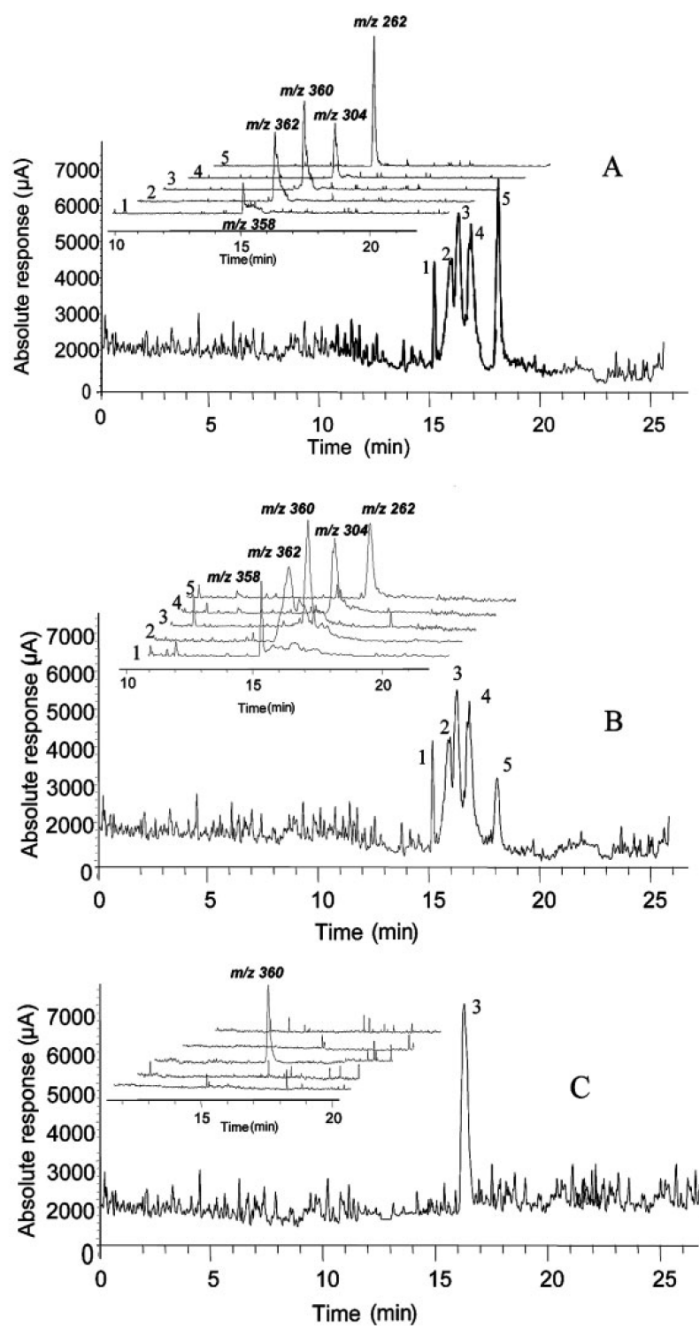 m/z 262
m/z 360
m/z 362
m/z 304
A
5
4
3
2
1
m/z 358
10 15 20
Time(min)
7000
6000
5000
4000
3000
2000
0
Absolute response (μA)
1
2
3
4
5
0 5 10 15 20 25
Time (min)
m/z 360
m/z 262
m/z 304
m/z 362
m/z 358
5
4
3
2
1
10 15 20
Time(min)
B
7000
6000
5000
4000
3000
2000
0
Absolute response (μA)
1
2
3
4
5
0 5 10 15 20 25
Time (min)
m/z 360
15 20
Time(min)
C
7000
6000
5000
4000
3000
2000
0
Absolute response (μA)
3
0 5 10 15 20 25
Time (min)